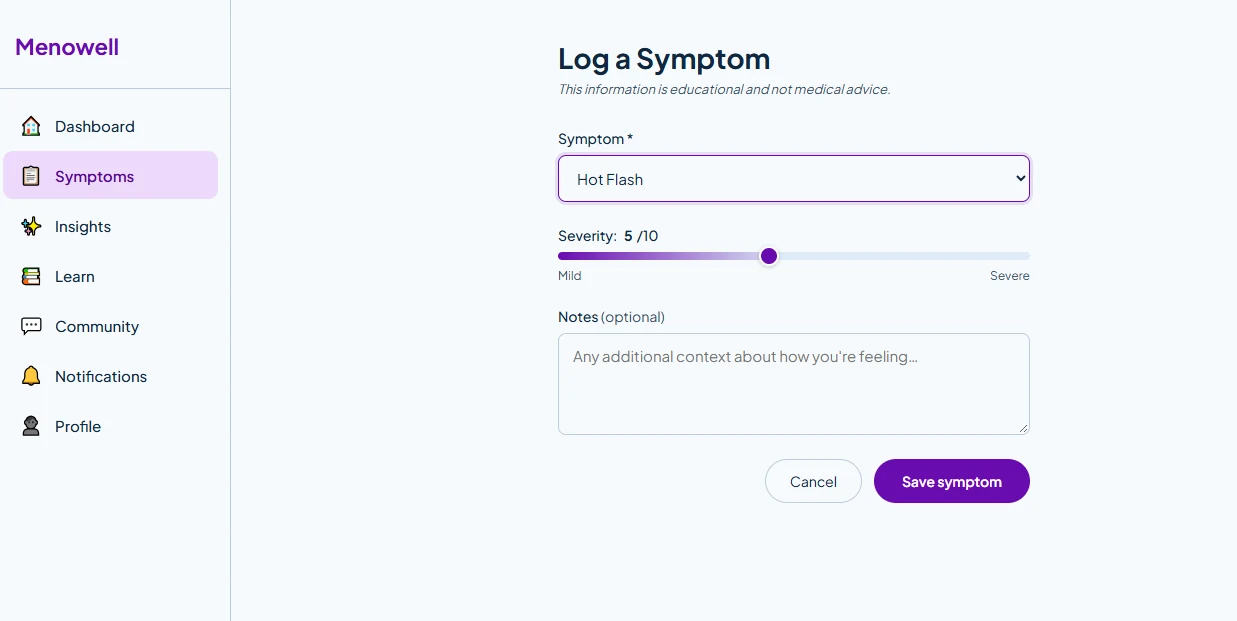 Menowell
Dashboard
Symptoms
Insights
Learn
Community
Notifications
Profile
Log a Symptom
This information is educational and not medical advice.
Symptom *
Hot Flash
Severity: 5 /10
Mild Severe
Notes (optional)
Any additional context about how you're feeling…
Cancel Save symptom